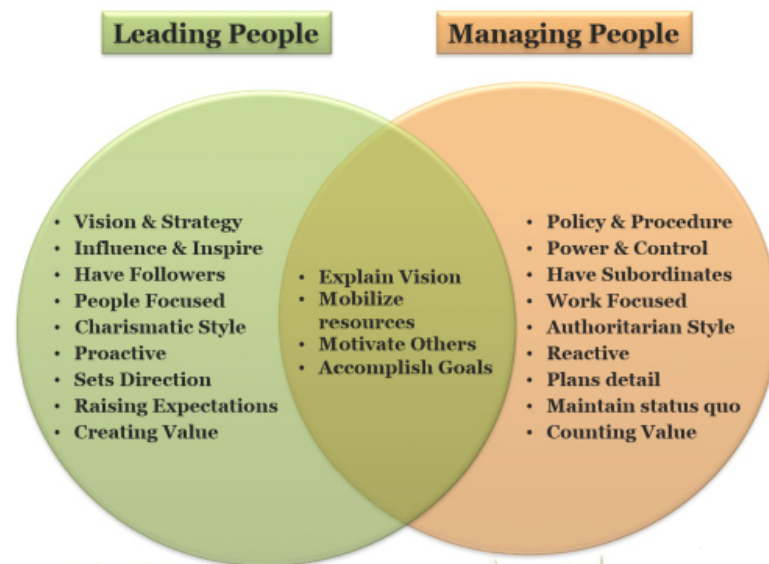 Leading People
Managing People
• Vision & Strategy
• Influence & Inspire
• Have Followers
• People Focused
• Charismatic Style
• Proactive
• Sets Direction
• Raising Expectations
• Creating Value
• Explain Vision
• Mobilize
resources
• Motivate Others
• Accomplish Goals
• Policy & Procedure
• Power & Control
• Have Subordinates
• Work Focused
• Authoritarian Style
• Reactive
• Plans detail
• Maintain status quo
• Counting Value